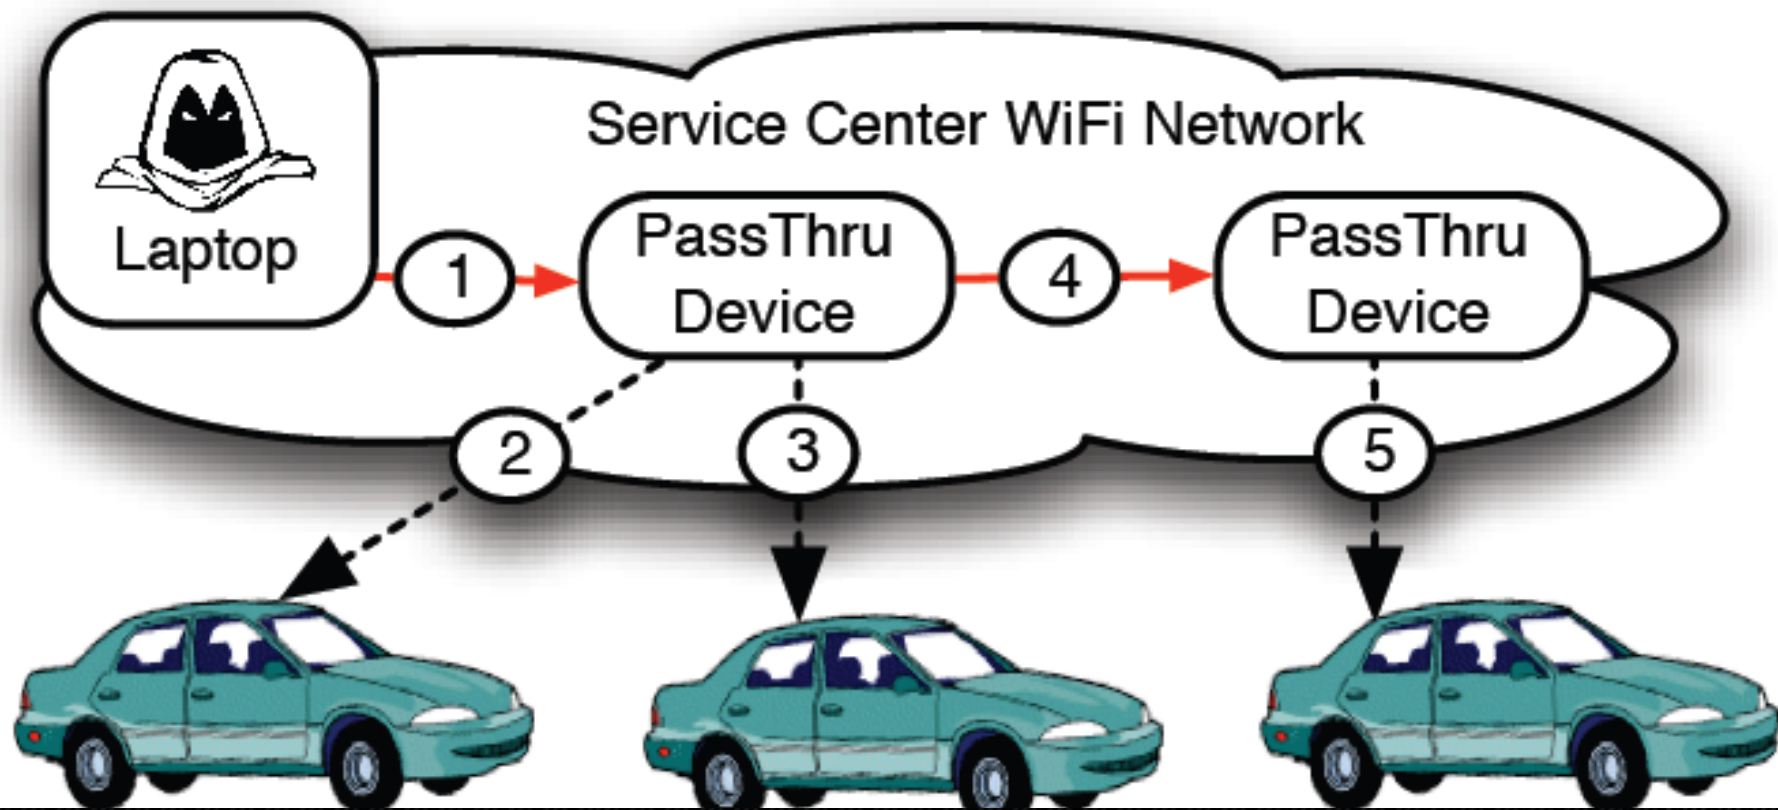 Service Center WiFi Network
Laptop
1
PassThru
Device
4
PassThru
Device
2
3
5